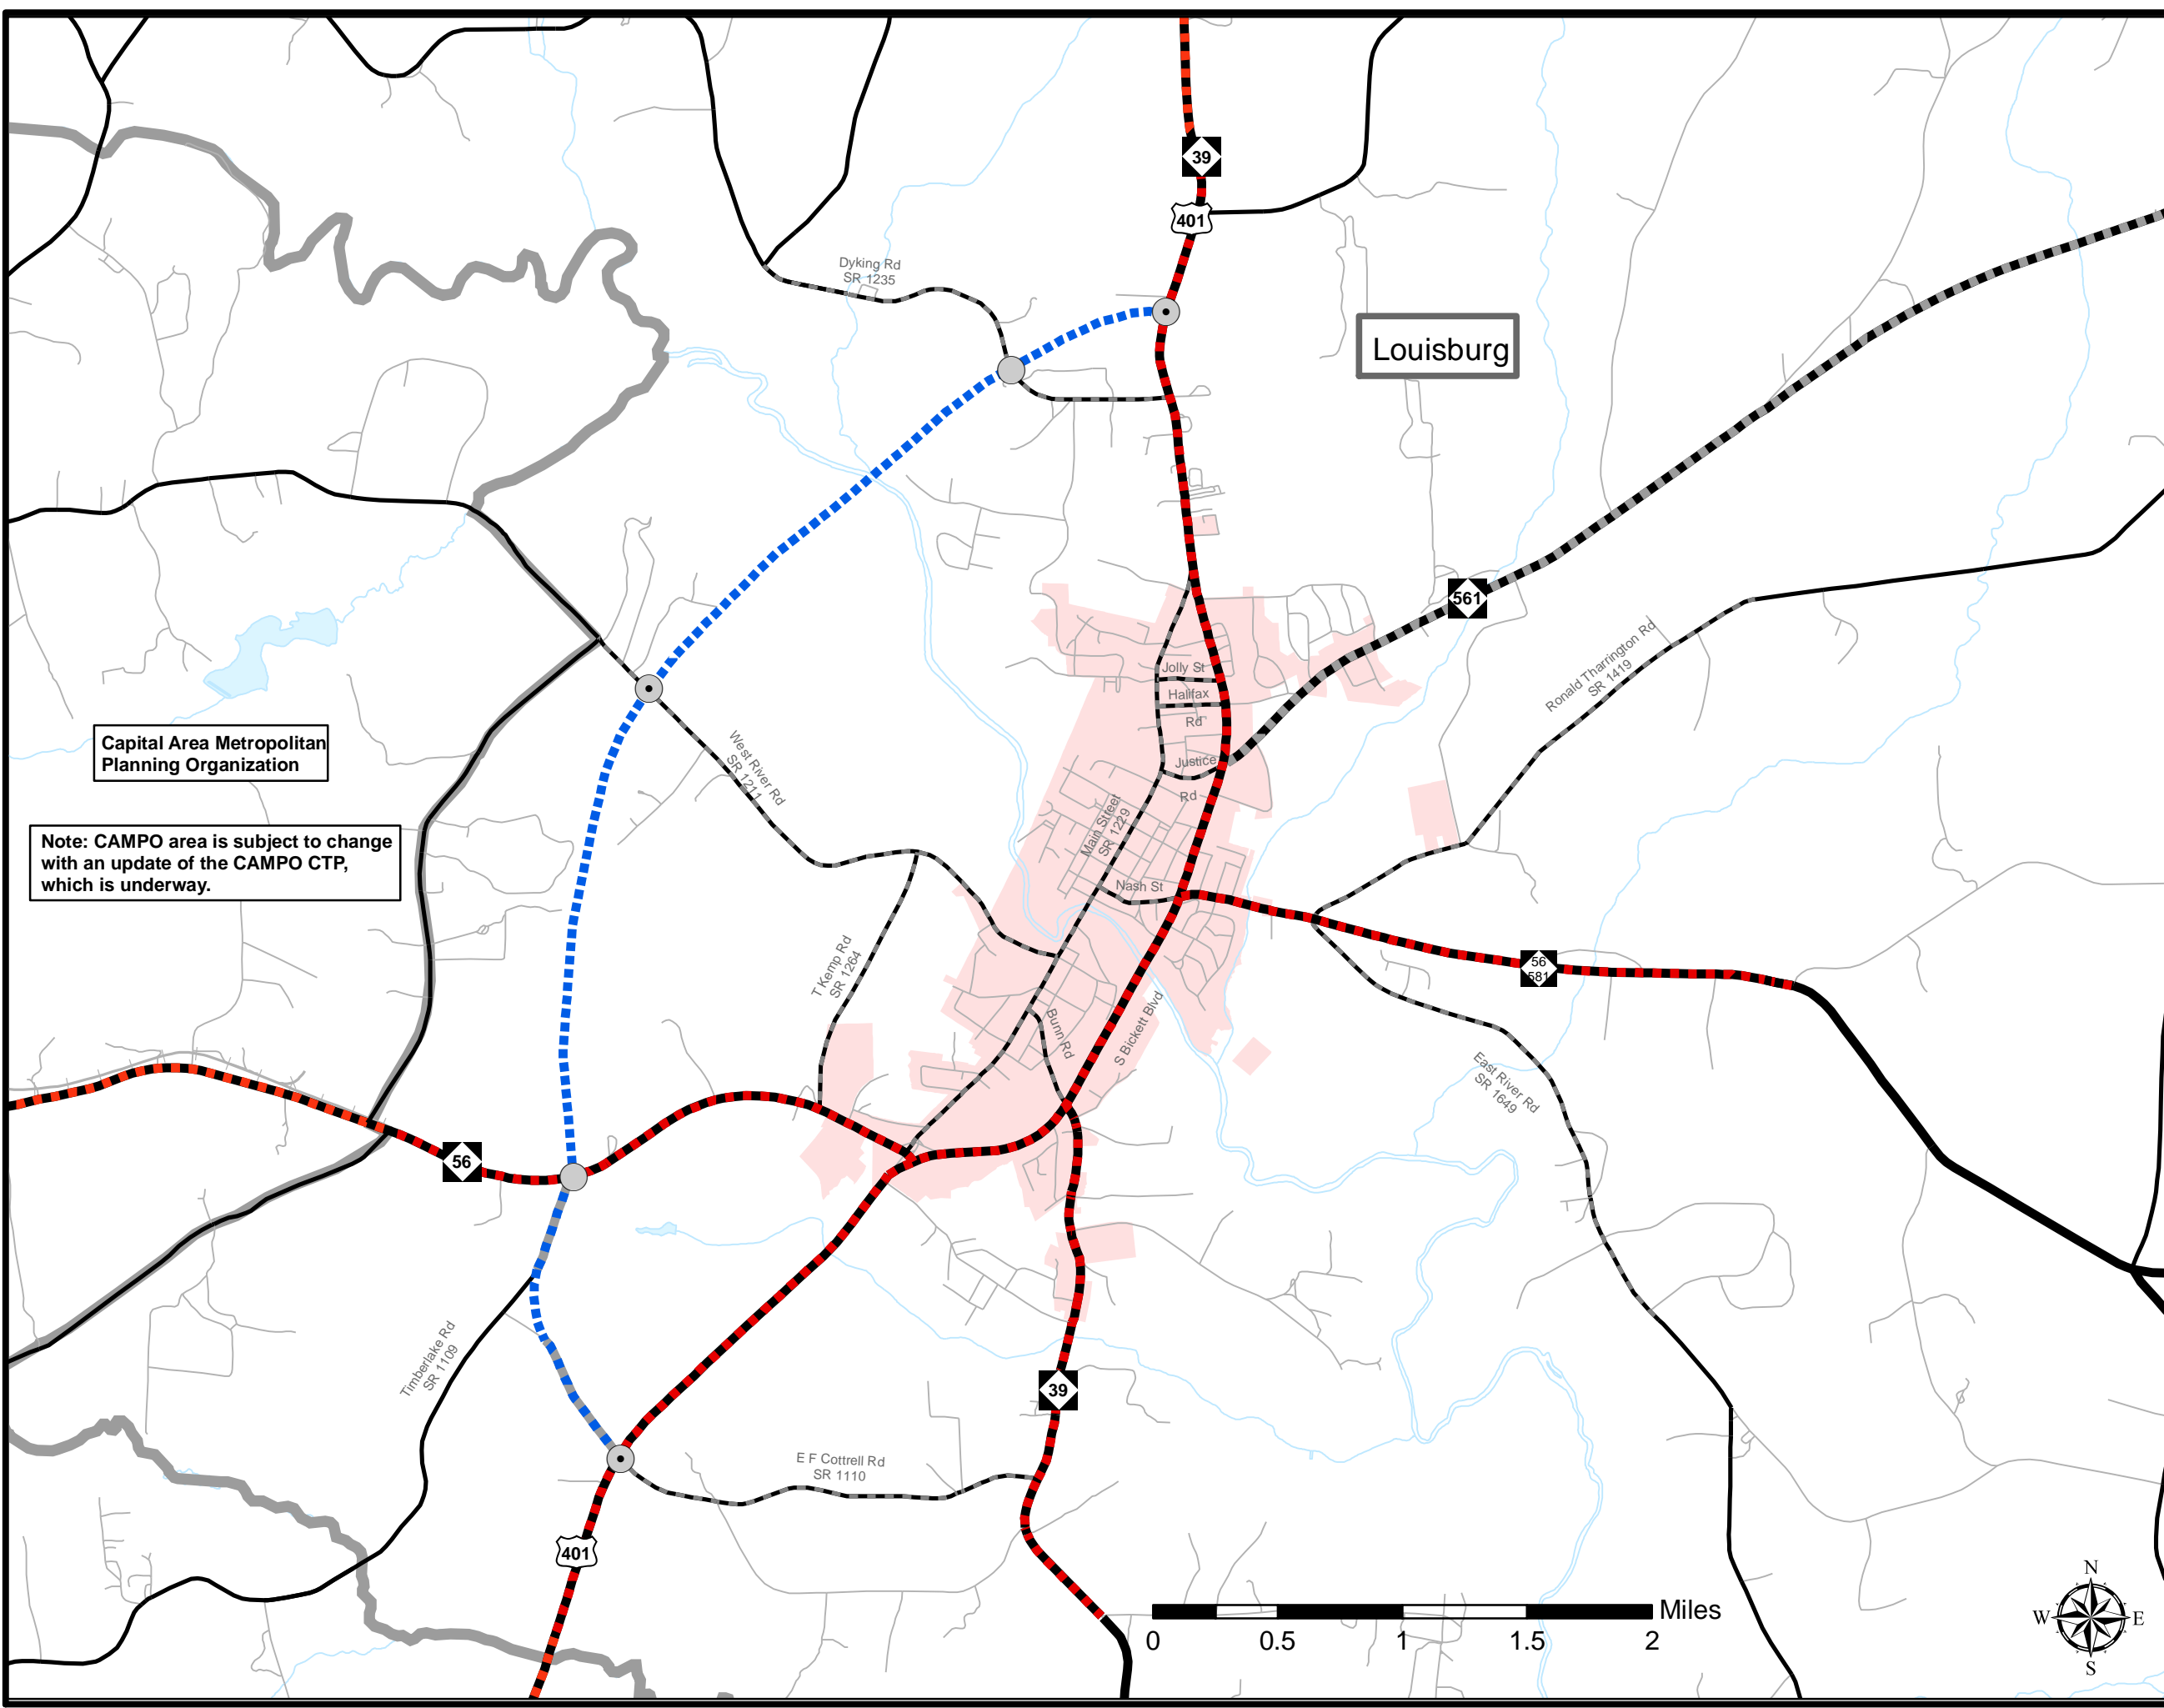 39
401
Dyking Rd
SR 1235
Louisburg
561
Jolly St
Halifax
Rd
Ronald Tharrington Rd
SR 1419
Capital Area Metropolitan
Planning Organization
West River Rd
SR 1211
Justice
Rd
Main Street
SR 1229
Note: CAMPO area is subject to change
with an update of the CAMPO CTP,
which is underway.
Nash St
T Kemp Rd
SR 1264
56
581
Bunn Rd
S Bickett Blvd
East River Rd
SR 1649
56
Timberlake Rd
SR 1109
39
E F Cottrell Rd
SR 1110
401
Miles
0 0.5 1 1.5 2
N
W E
S